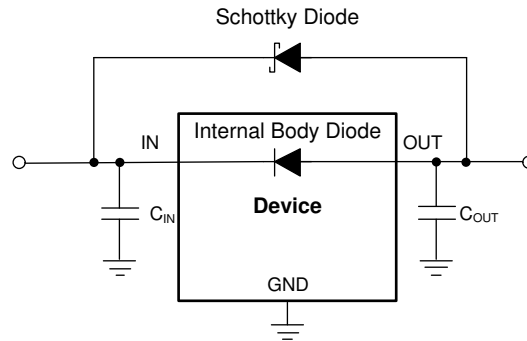 Schottky Diode
IN
Internal Body Diode
OUT
CIN
Device
COUT
GND